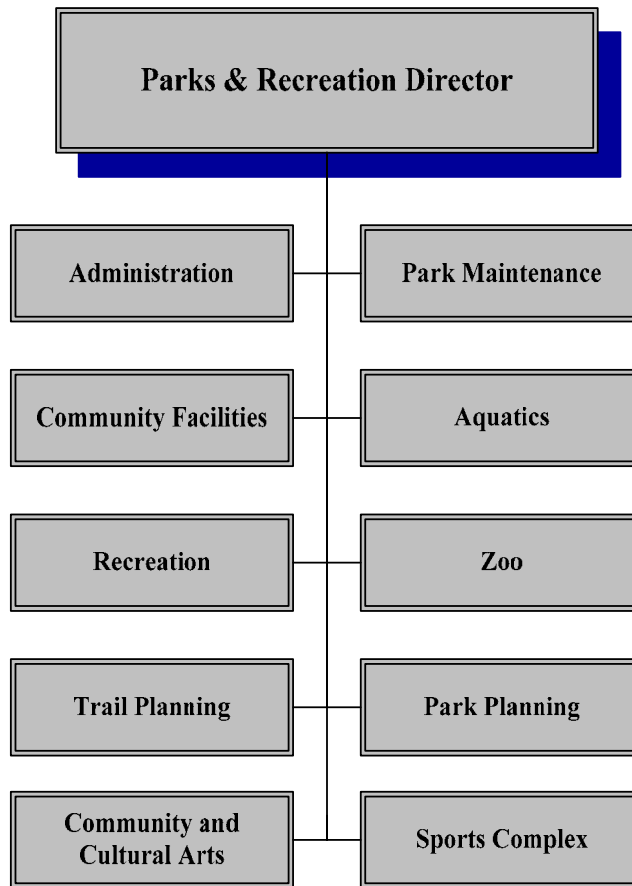 Parks & Recreation Director
Administration
Park Maintenance
Community Facilities
Aquatics
Recreation
Zoo
Trail Planning
Park Planning
Community and
Cultural Arts
Sports Complex